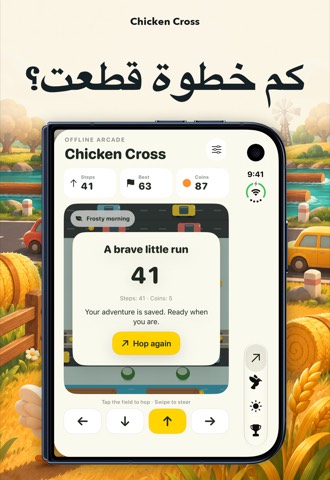 Chicken Cross
كم خطوة قطعت؟
OFFLINE ARCADE
Chicken Cross
9:41
Steps
41
Best
63
Coins
87
Frosty morning
A brave little run
41
Steps: 41 · Coins: 5
Your adventure is saved. Ready when
you are.
Hop again
Tap the field to hop · Swipe to steer